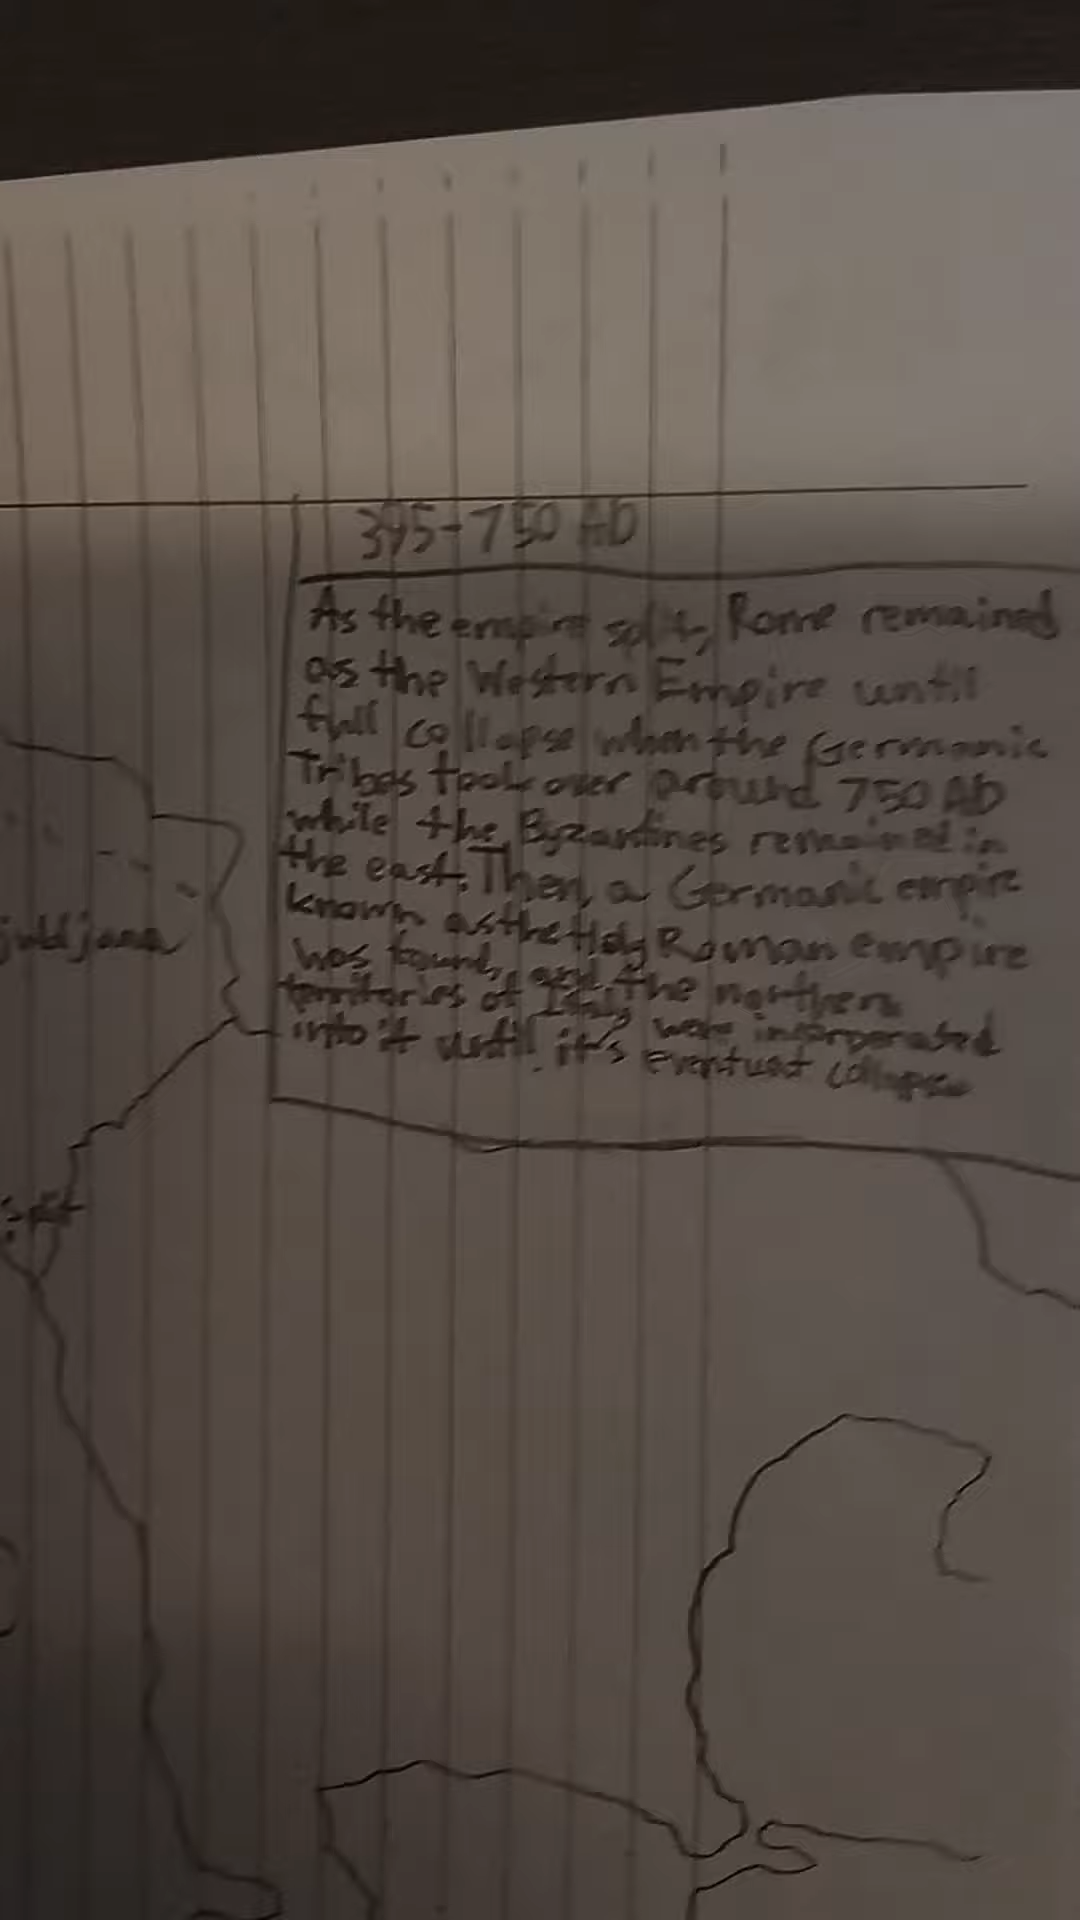 395-750 AD
As the empire split, Rome remained
as the Western Empire until
full collapse when the Germanic
Tribes took over around 750 AD
while the Byzantines remained in
the east. Then, a Germanic empire
known as the Holy Roman empire
was found, and the northern
territories of Italy were incorporated
into it until it's eventual collapse